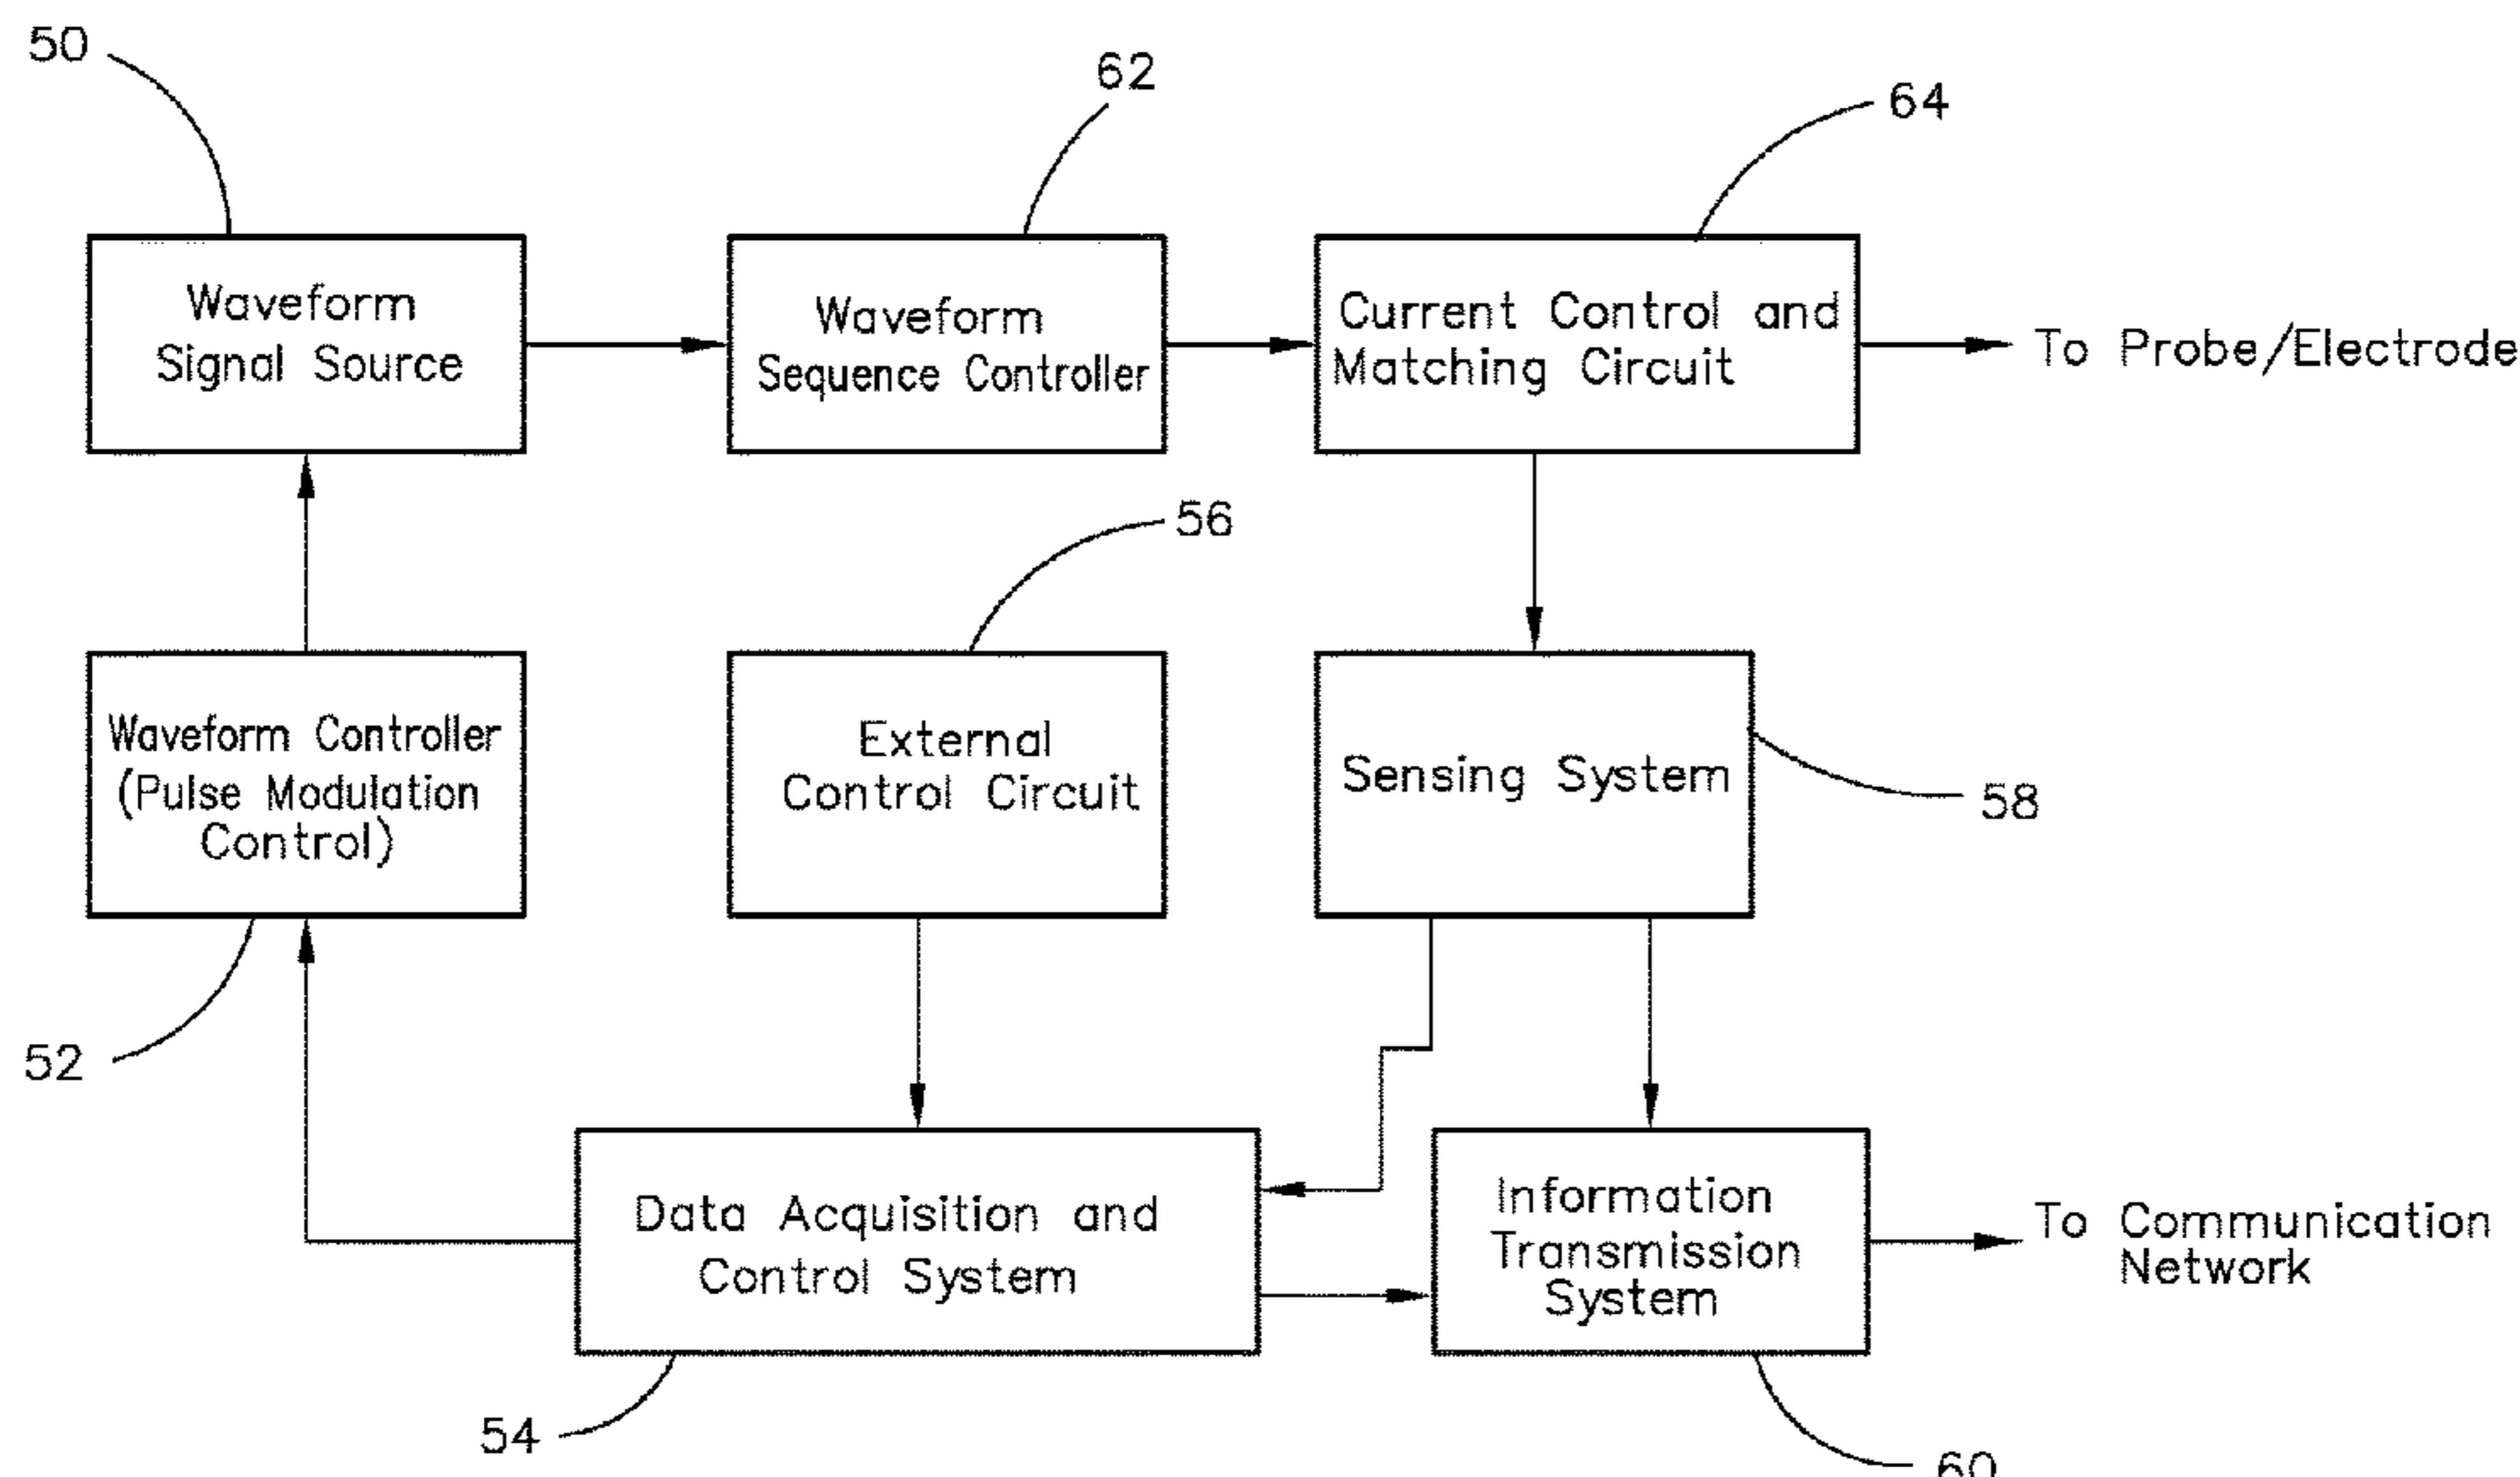 50
62
64
Waveform
Signal Source
Waveform
Sequence Controller
Current Control and
Matching Circuit
To Probe/Electrode
56
Waveform Controller
(Pulse Modulation
Control)
External
Control Circuit
Sensing System
58
52
Data Acquisition and
Control System
Information
Transmission
System
To Communication
Network
54
60